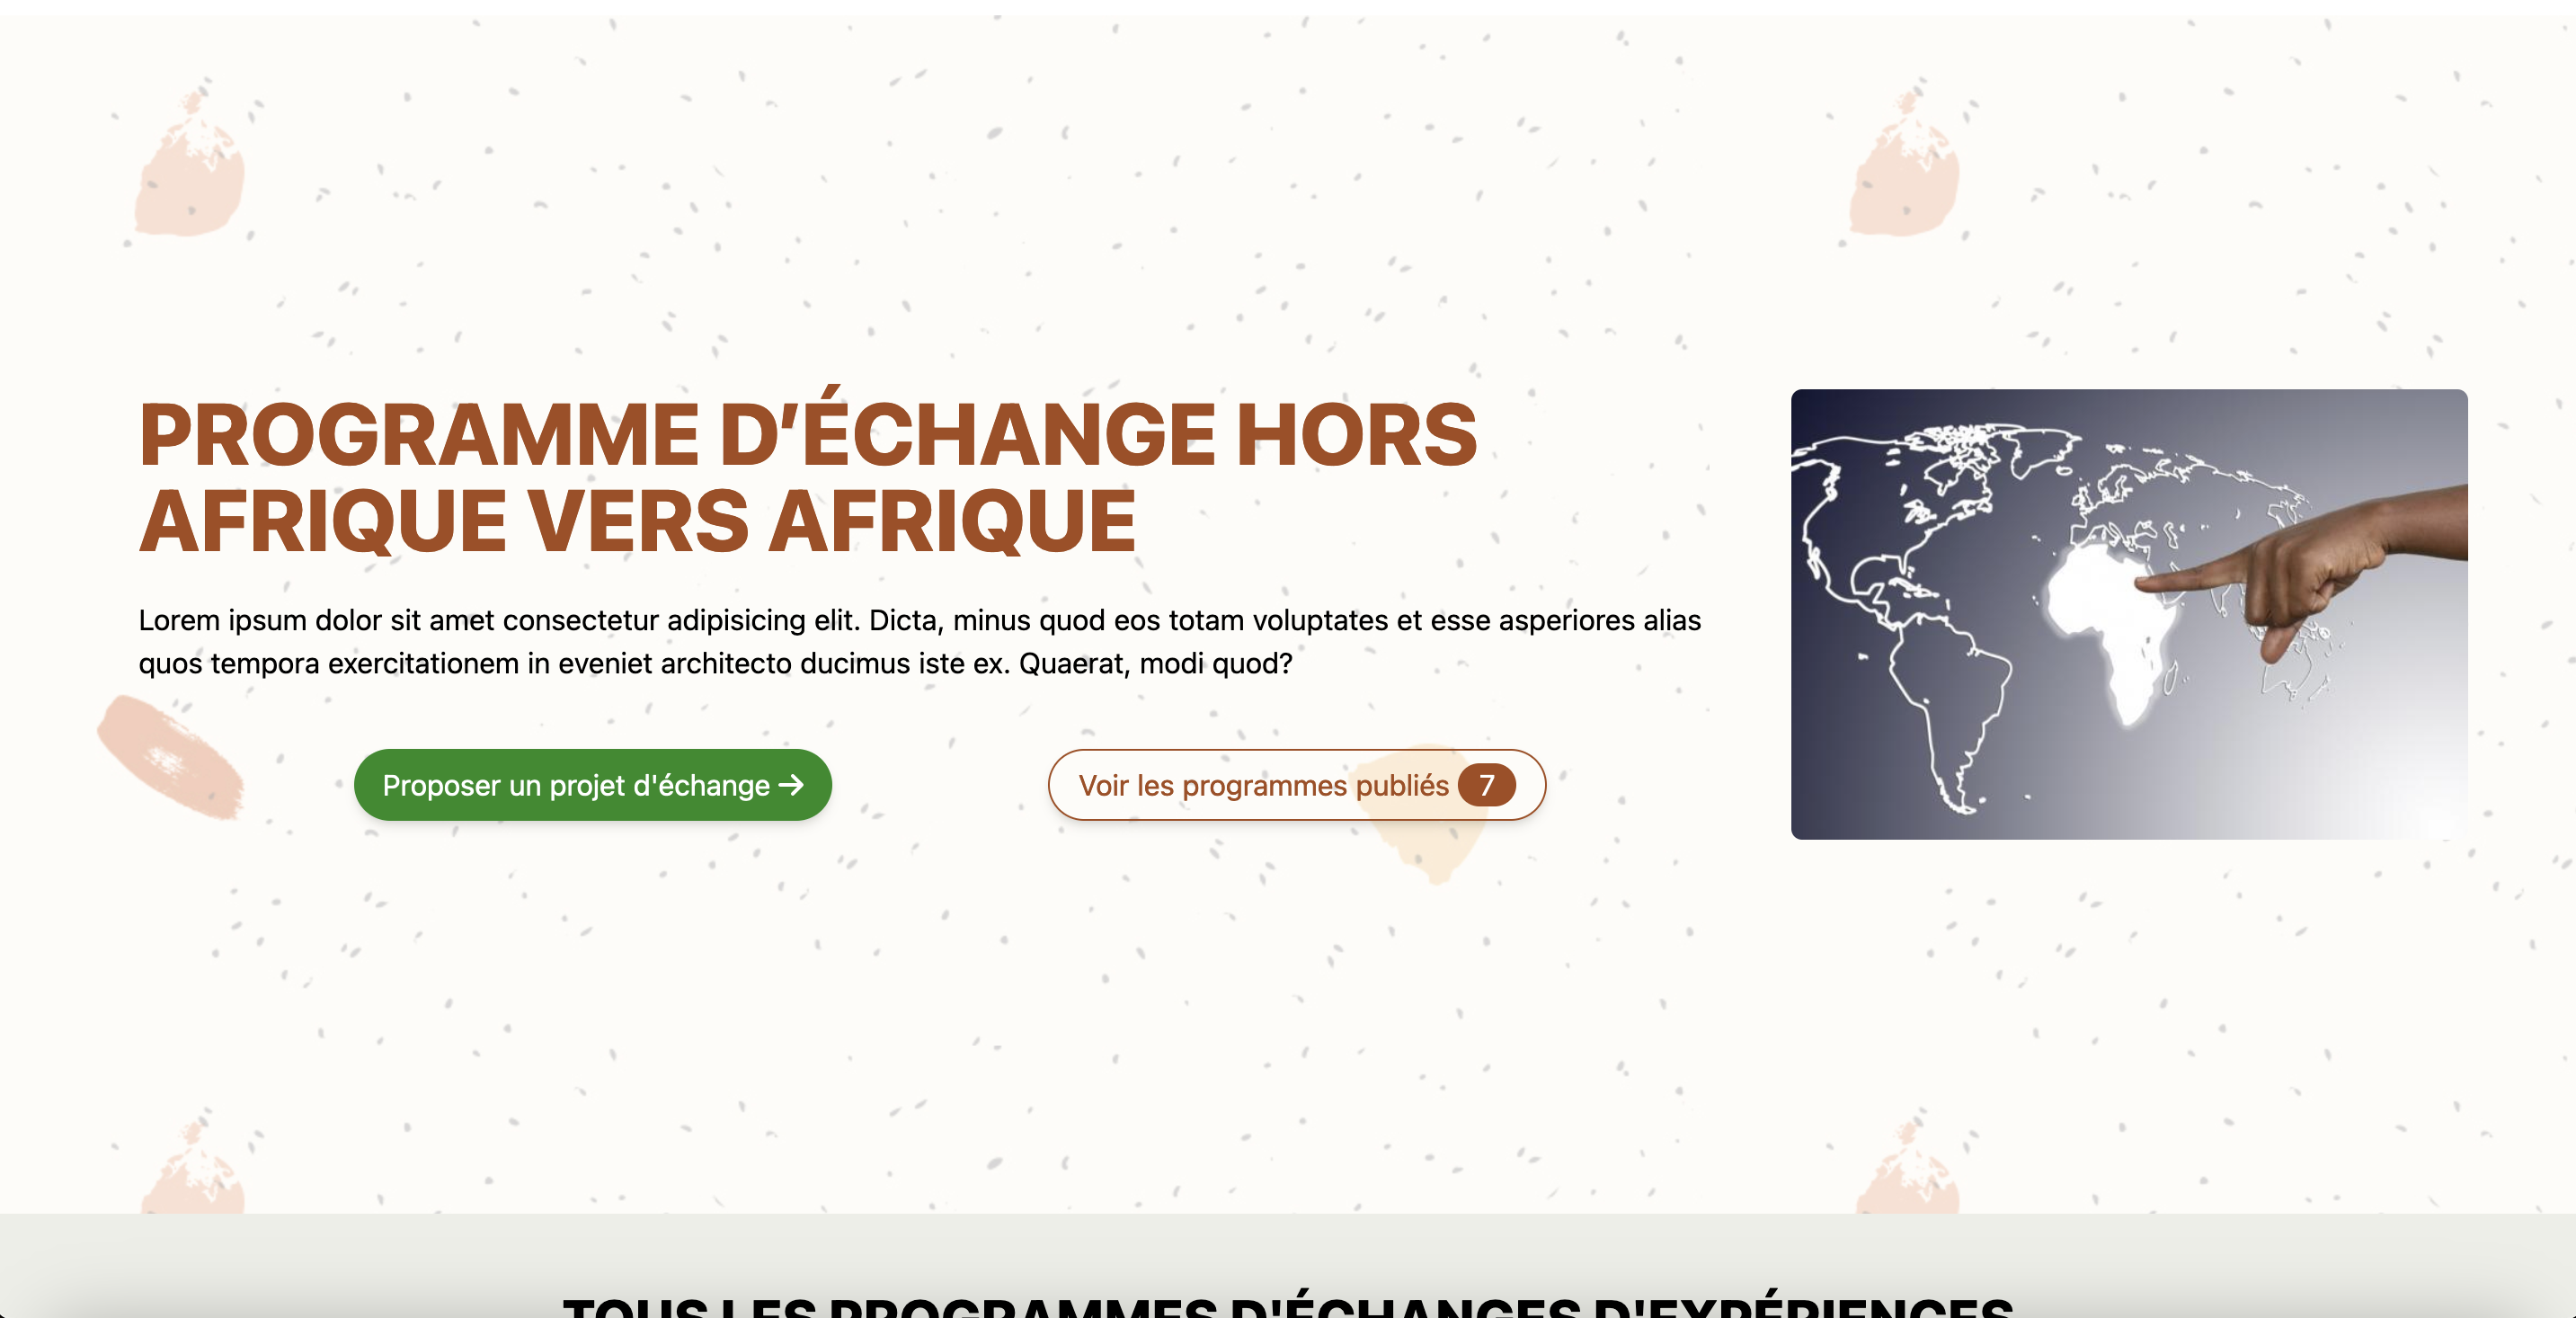 PROGRAMME D’ÉCHANGE HORS
AFRIQUE VERS AFRIQUE
Lorem ipsum dolor sit amet consectetur adipisicing elit. Dicta, minus quod eos totam voluptates et esse asperiores alias
quos tempora exercitationem in eveniet architecto ducimus iste ex. Quaerat, modi quod?
Proposer un projet d'échange →
Voir les programmes publiés 7
TOUS LES PROGRAMMES D'ÉCHANGES D'EXPÉRIENCES